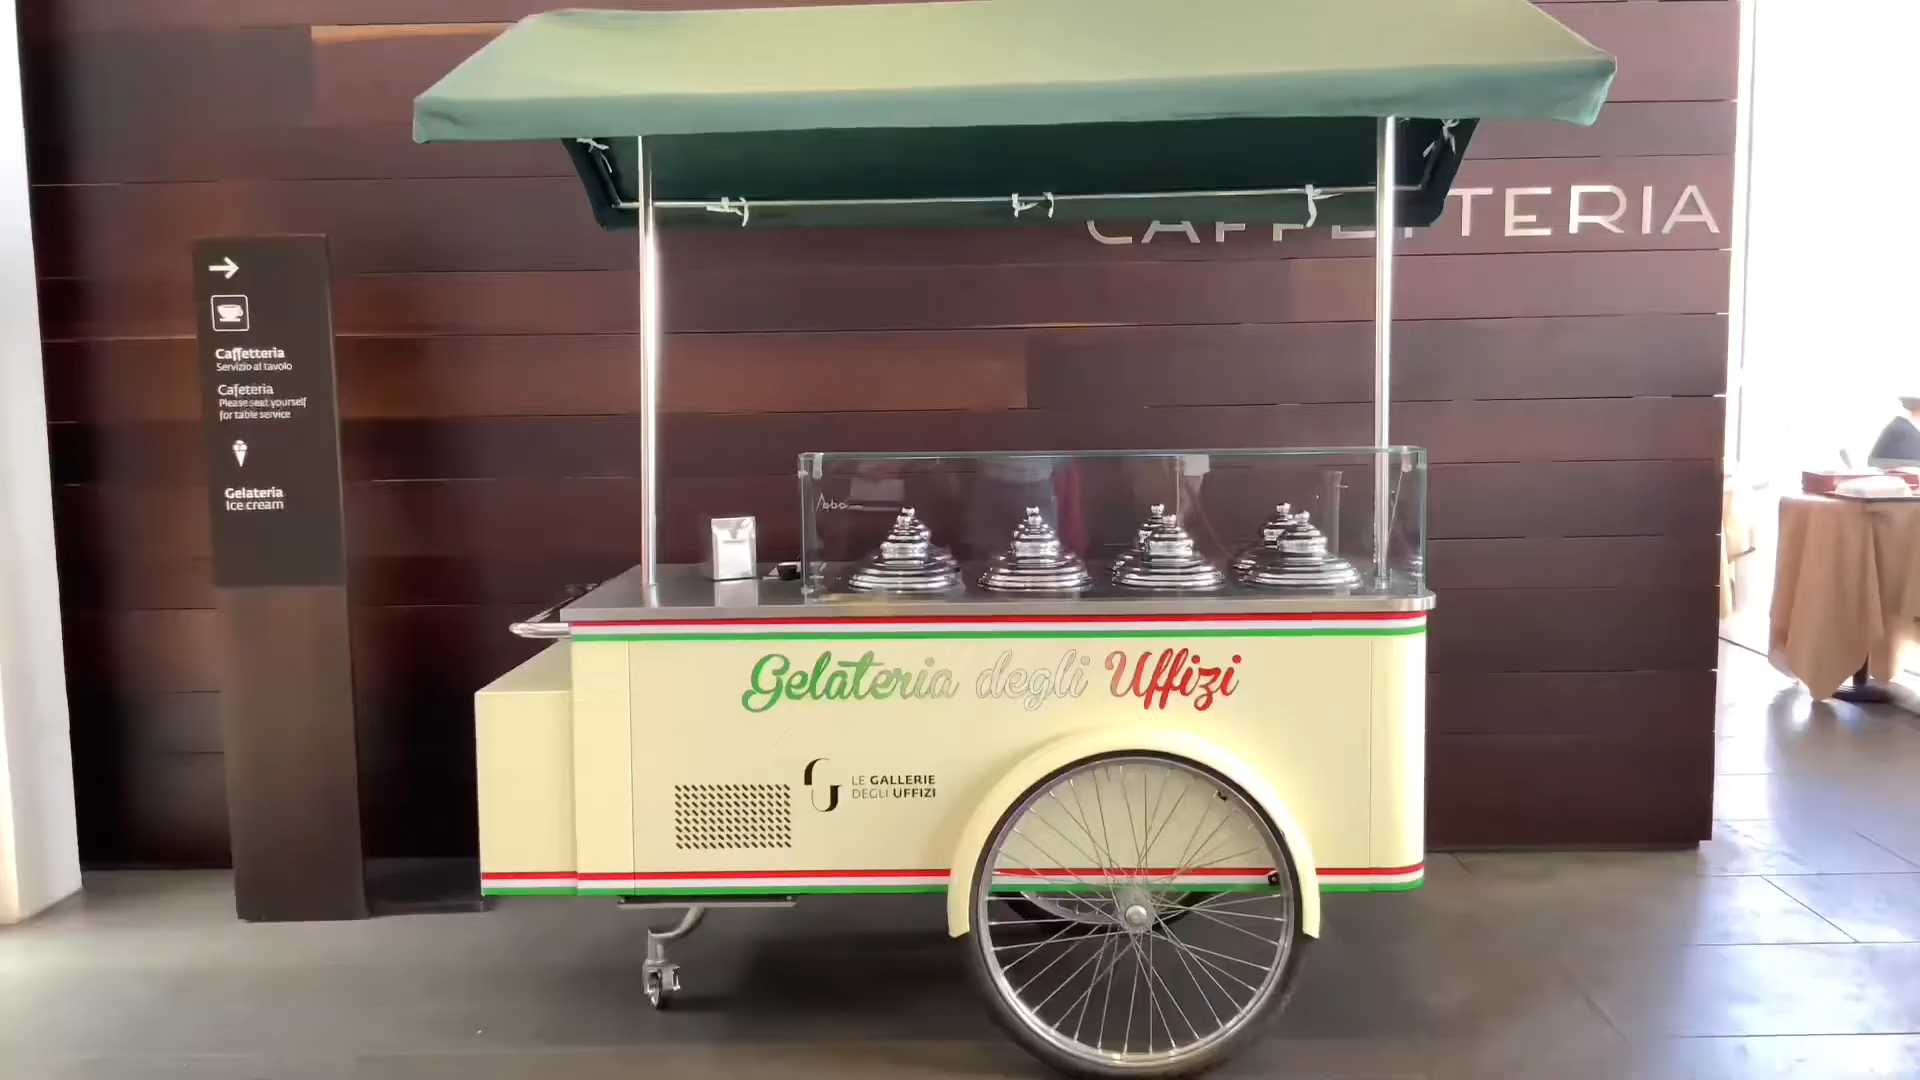 CAFFETTERIA
Caffetteria
Servizio al tavolo
Cafeteria
Please seat yourself
for table service
Gelateria
Ice cream
Gelateria degli Uffizi
LE GALLERIE
DEGLI UFFIZI